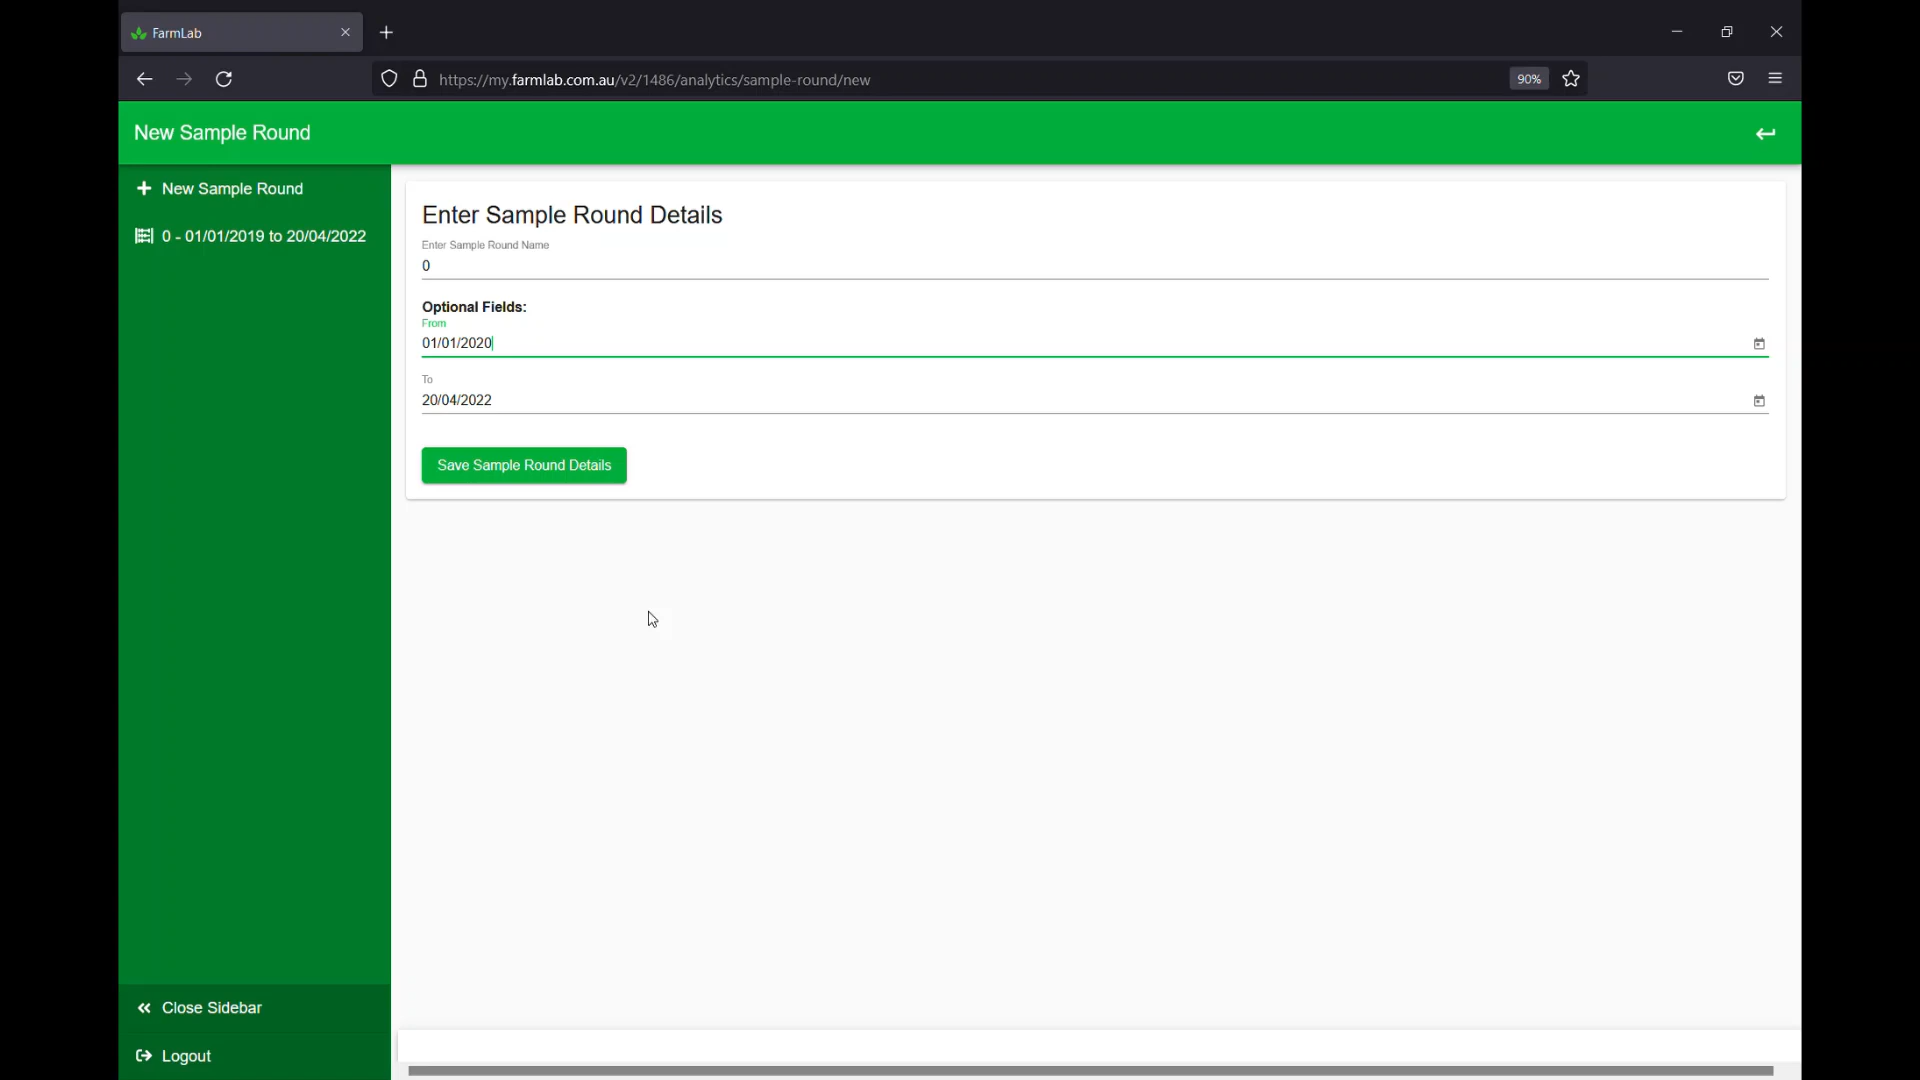 FarmLab
https://my.farmlab.com.au/v2/1486/analytics/sample-round/new
90%
New Sample Round
New Sample Round
0 - 01/01/2019 to 20/04/2022
Enter Sample Round Details
Enter Sample Round Name
0
Optional Fields:
From
01/01/2020
To
20/04/2022
Save Sample Round Details
Close Sidebar
Logout